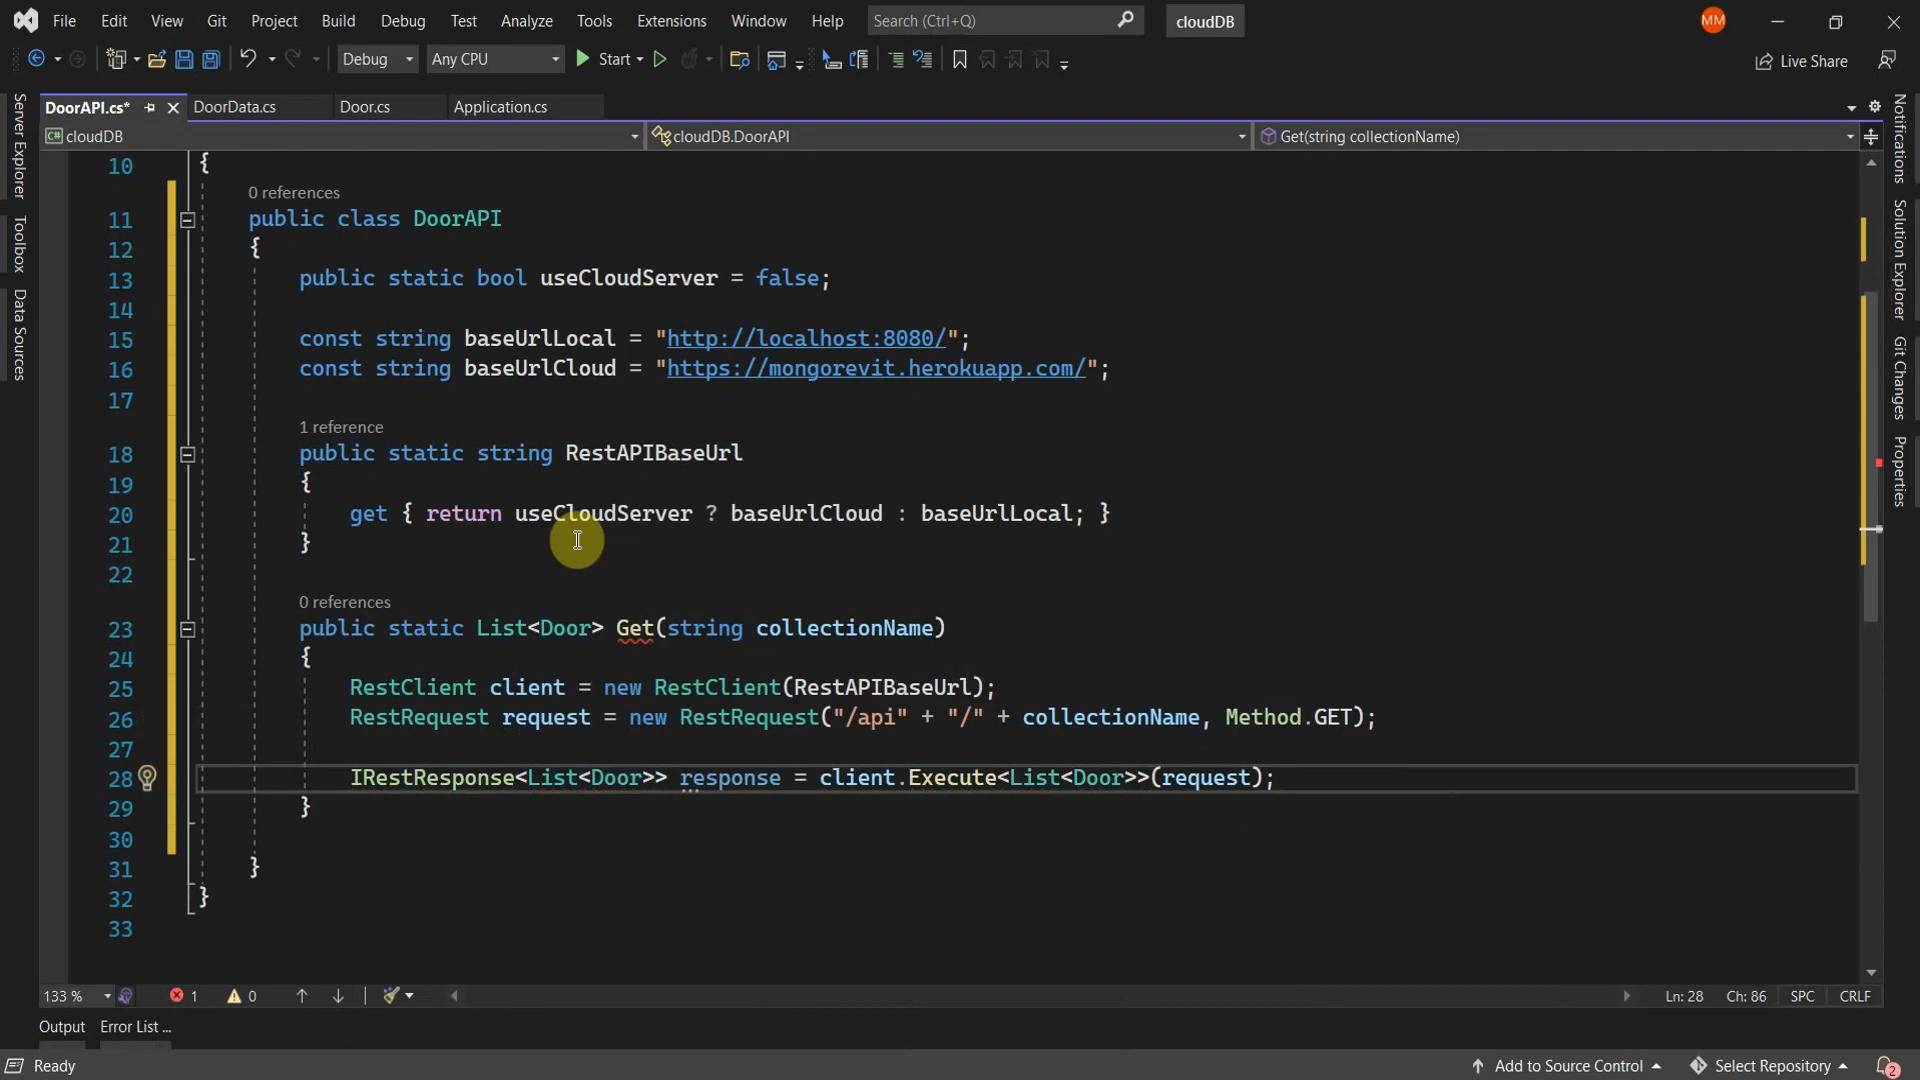 File Edit View Git Project Build Debug Test Analyze Tools Extensions Window Help Search (Ctrl+Q) cloudDB MM
Debug Any CPU Start Live Share
DoorAPI.cs* DoorData.cs Door.cs Application.cs
cloudDB cloudDB.DoorAPI Get(string collectionName)
Server Explorer
Toolbox
Data Sources
10 {
0 references
11 public class DoorAPI
12 {
13 public static bool useCloudServer = false;
14
15 const string baseUrlLocal = "http://localhost:8080/";
16 const string baseUrlCloud = "https://mongorevit.herokuapp.com/";
17
1 reference
18 public static string RestAPIBaseUrl
19 {
20 get { return useCloudServer ? baseUrlCloud : baseUrlLocal; }
21 }
22
0 references
23 public static List<Door> Get(string collectionName)
24 {
25 RestClient client = new RestClient(RestAPIBaseUrl);
26 RestRequest request = new RestRequest("/api" + "/" + collectionName, Method.GET);
27
28 IRestResponse<List<Door>> response = client.Execute<List<Door>>(request);
29 }
30
31 }
32 }
33
Notifications
Solution Explorer
Git Changes
Properties
133 % 1 0 Ln: 28 Ch: 86 SPC CRLF
Output Error List ...
Ready Add to Source Control Select Repository 2